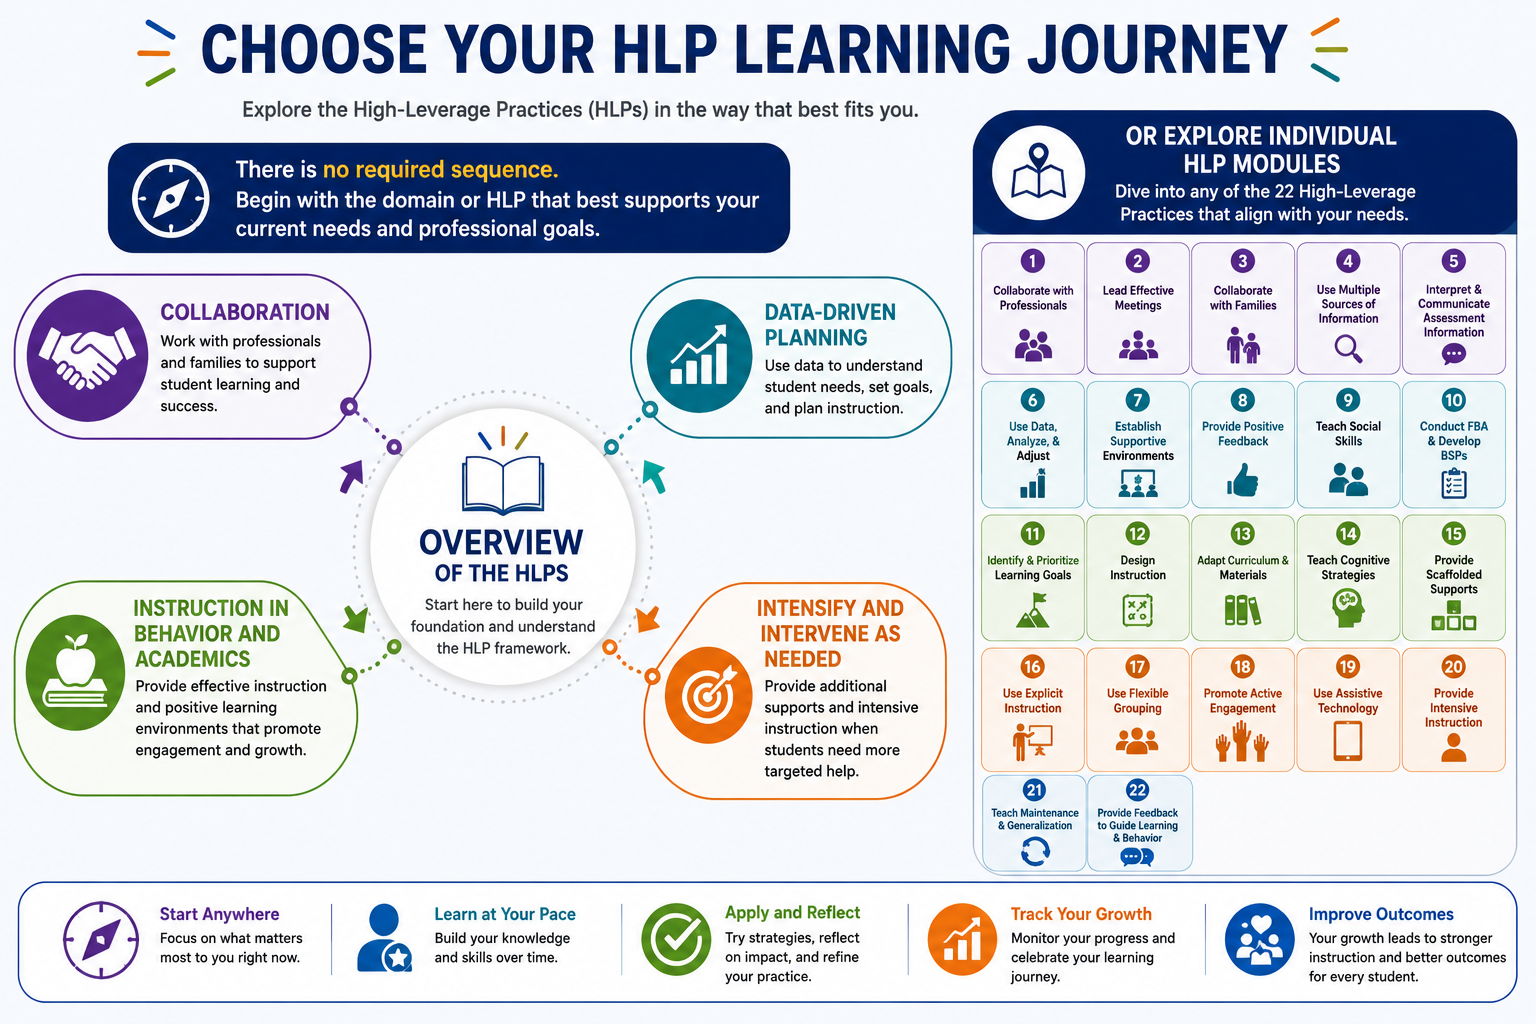 CHOOSE YOUR HLP LEARNING JOURNEY
Explore the High-Leverage Practices (HLPs) in the way that best fits you.
There is no required sequence.
Begin with the domain or HLP that best supports your
current needs and professional goals.
COLLABORATION
Work with professionals
and families to support
student learning and
success.
DATA-DRIVEN
PLANNING
Use data to understand
student needs, set goals,
and plan instruction.
OVERVIEW
OF THE HLPS
Start here to build your
foundation and understand
the HLP framework.
INSTRUCTION IN
BEHAVIOR AND
ACADEMICS
Provide effective instruction
and positive learning
environments that promote
engagement and growth.
INTENSIFY AND
INTERVENE AS
NEEDED
Provide additional
supports and intensive
instruction when
students need more
targeted help.
OR EXPLORE INDIVIDUAL
HLP MODULES
Dive into any of the 22 High-Leverage
Practices that align with your needs.
1
Collaborate with
Professionals
2
Lead Effective
Meetings
3
Collaborate
with Families
4
Use Multiple
Sources of
Information
5
Interpret &
Communicate
Assessment
Information
6
Use Data,
Analyze, &
Adjust
7
Establish
Supportive
Environments
8
Provide Positive
Feedback
9
Teach Social
Skills
10
Conduct FBA
& Develop
BSPs
11
Identify & Prioritize
Learning Goals
12
Design
Instruction
13
Adapt Curriculum &
Materials
14
Teach Cognitive
Strategies
15
Provide
Scaffolded
Supports
16
Use Explicit
Instruction
17
Use Flexible
Grouping
18
Promote Active
Engagement
19
Use Assistive
Technology
20
Provide
Intensive
Instruction
21
Teach Maintenance
& Generalization
22
Provide Feedback
to Guide Learning
& Behavior
Start Anywhere
Focus on what matters
most to you right now.
Learn at Your Pace
Build your knowledge
and skills over time.
Apply and Reflect
Try strategies, reflect
on impact, and refine
your practice.
Track Your Growth
Monitor your progress and
celebrate your learning
journey.
Improve Outcomes
Your growth leads to stronger
instruction and better outcomes
for every student.